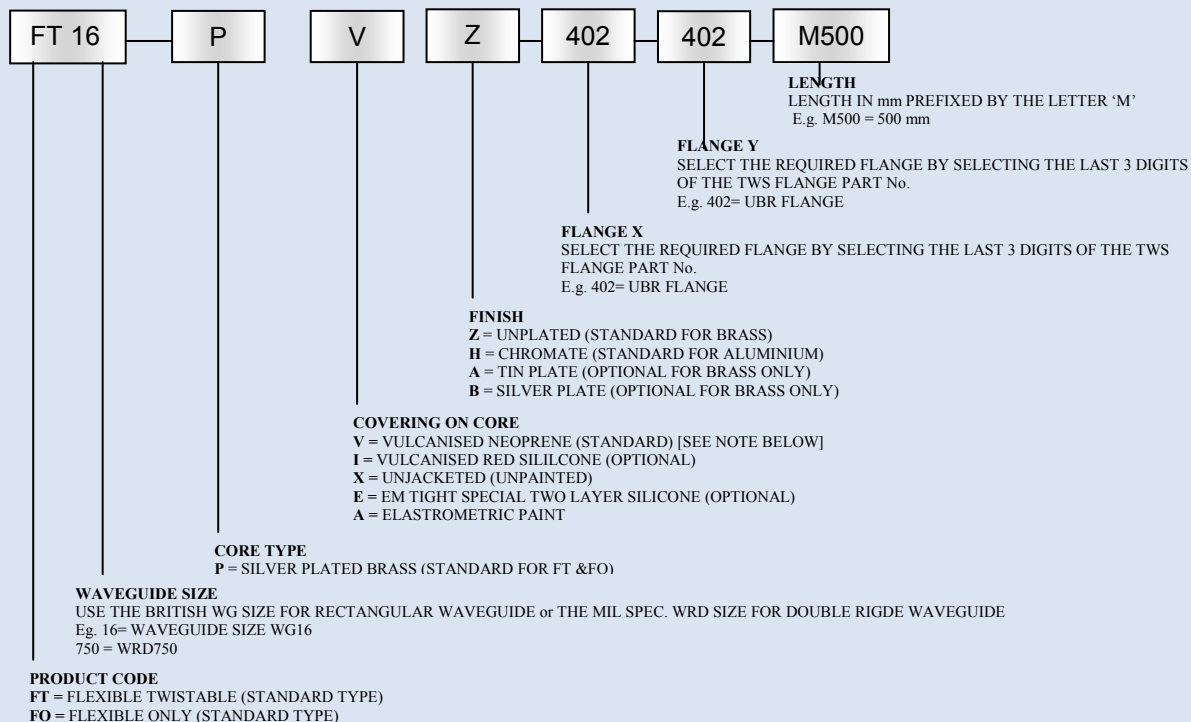 FT 16 P V Z 402 402 M500
LENGTH
LENGTH IN mm PREFIXED BY THE LETTER ‘M’
E.g. M500 = 500 mm
FLANGE Y
SELECT THE REQUIRED FLANGE BY SELECTING THE LAST 3 DIGITS
OF THE TWS FLANGE PART No.
E.g. 402= UBR FLANGE
FLANGE X
SELECT THE REQUIRED FLANGE BY SELECTING THE LAST 3 DIGITS OF THE TWS
FLANGE PART No.
E.g. 402= UBR FLANGE
FINISH
Z = UNPLATED (STANDARD FOR BRASS)
H = CHROMATE (STANDARD FOR ALUMINIUM)
A = TIN PLATE (OPTIONAL FOR BRASS ONLY)
B = SILVER PLATE (OPTIONAL FOR BRASS ONLY)
COVERING ON CORE
V = VULCANISED NEOPRENE (STANDARD) [SEE NOTE BELOW]
I = VULCANISED RED SILILCONE (OPTIONAL)
X = UNJACKETED (UNPAINTED)
E = EM TIGHT SPECIAL TWO LAYER SILICONE (OPTIONAL)
A = ELASTROMETRIC PAINT
CORE TYPE
P = SILVER PLATED BRASS (STANDARD FOR FT &FO)
WAVEGUIDE SIZE
USE THE BRITISH WG SIZE FOR RECTANGULAR WAVEGUIDE or THE MIL SPEC. WRD SIZE FOR DOUBLE RIGDE WAVEGUIDE
Eg. 16= WAVEGUIDE SIZE WG16
750 = WRD750
PRODUCT CODE
FT = FLEXIBLE TWISTABLE (STANDARD TYPE)
FO = FLEXIBLE ONLY (STANDARD TYPE)